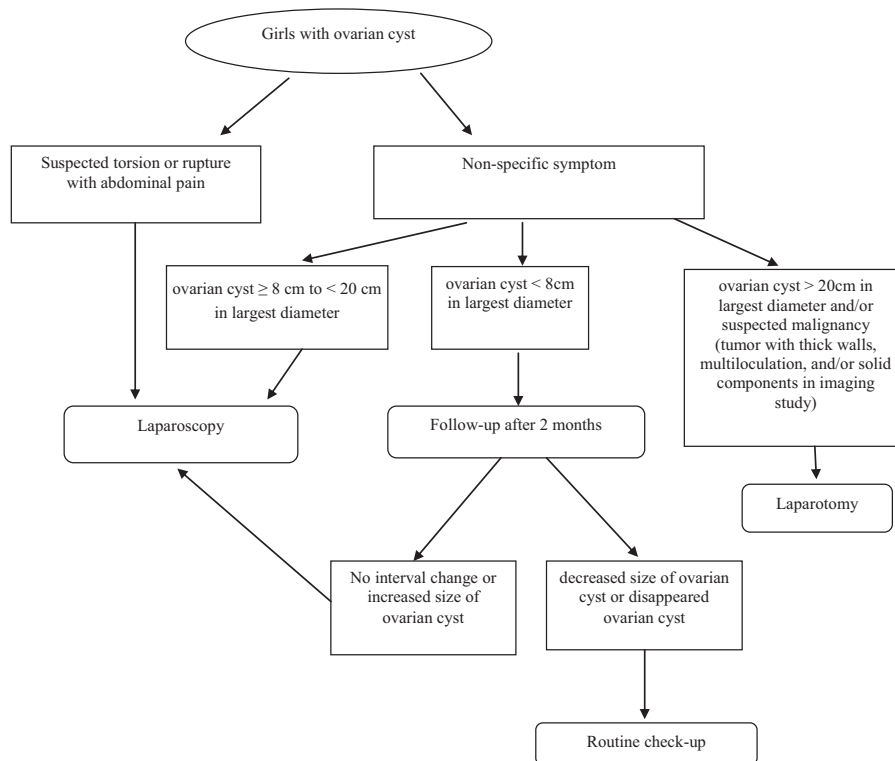 Girls with ovarian cyst
Suspected torsion or rupture
with abdominal pain
Non-specific symptom
ovarian cyst ≥ 8 cm to < 20 cm
in largest diameter
ovarian cyst < 8cm
in largest diameter
ovarian cyst > 20cm in
largest diameter and/or
suspected malignancy
(tumor with thick walls,
multiloculation, and/or solid
components in imaging
study)
Laparoscopy
Follow-up after 2 months
Laparotomy
No interval change or
increased size of
ovarian cyst
decreased size of ovarian
cyst or disappeared
ovarian cyst
Routine check-up